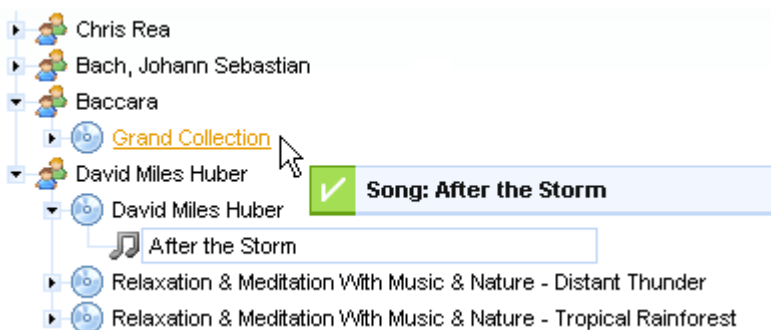 Chris Rea
Bach, Johann Sebastian
Baccara
Grand Collection
David Miles Huber
Song: After the Storm
David Miles Huber
After the Storm
Relaxation & Meditation With Music & Nature - Distant Thunder
Relaxation & Meditation With Music & Nature - Tropical Rainforest